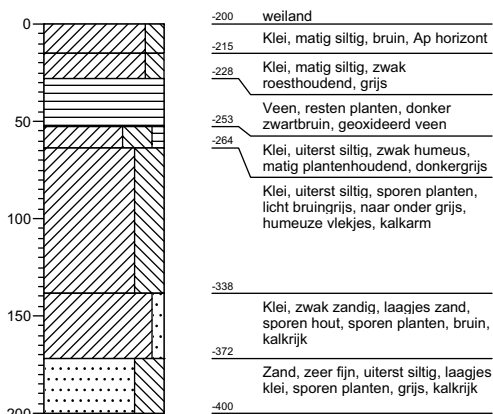 0
50
100
150
200
-200
weiland
Klei, matig siltig, bruin, Ap horizont
-215
Klei, matig siltig, zwak
roesthoudend, grijs
-228
Veen, resten planten, donker
zwartbruin, geoxideerd veen
-253
Klei, uiterst siltig, zwak humeus,
matig plantenhoudend, donkergrijs
-264
Klei, uiterst siltig, sporen planten,
licht bruingrijs, naar onder grijs,
humeuze vlekjes, kalkarm
-338
Klei, zwak zandig, laagjes zand,
sporen hout, sporen planten, bruin,
kalkrijk
-372
Zand, zeer fijn, uiterst siltig, laagjes
klei, sporen planten, grijs, kalkrijk
-400